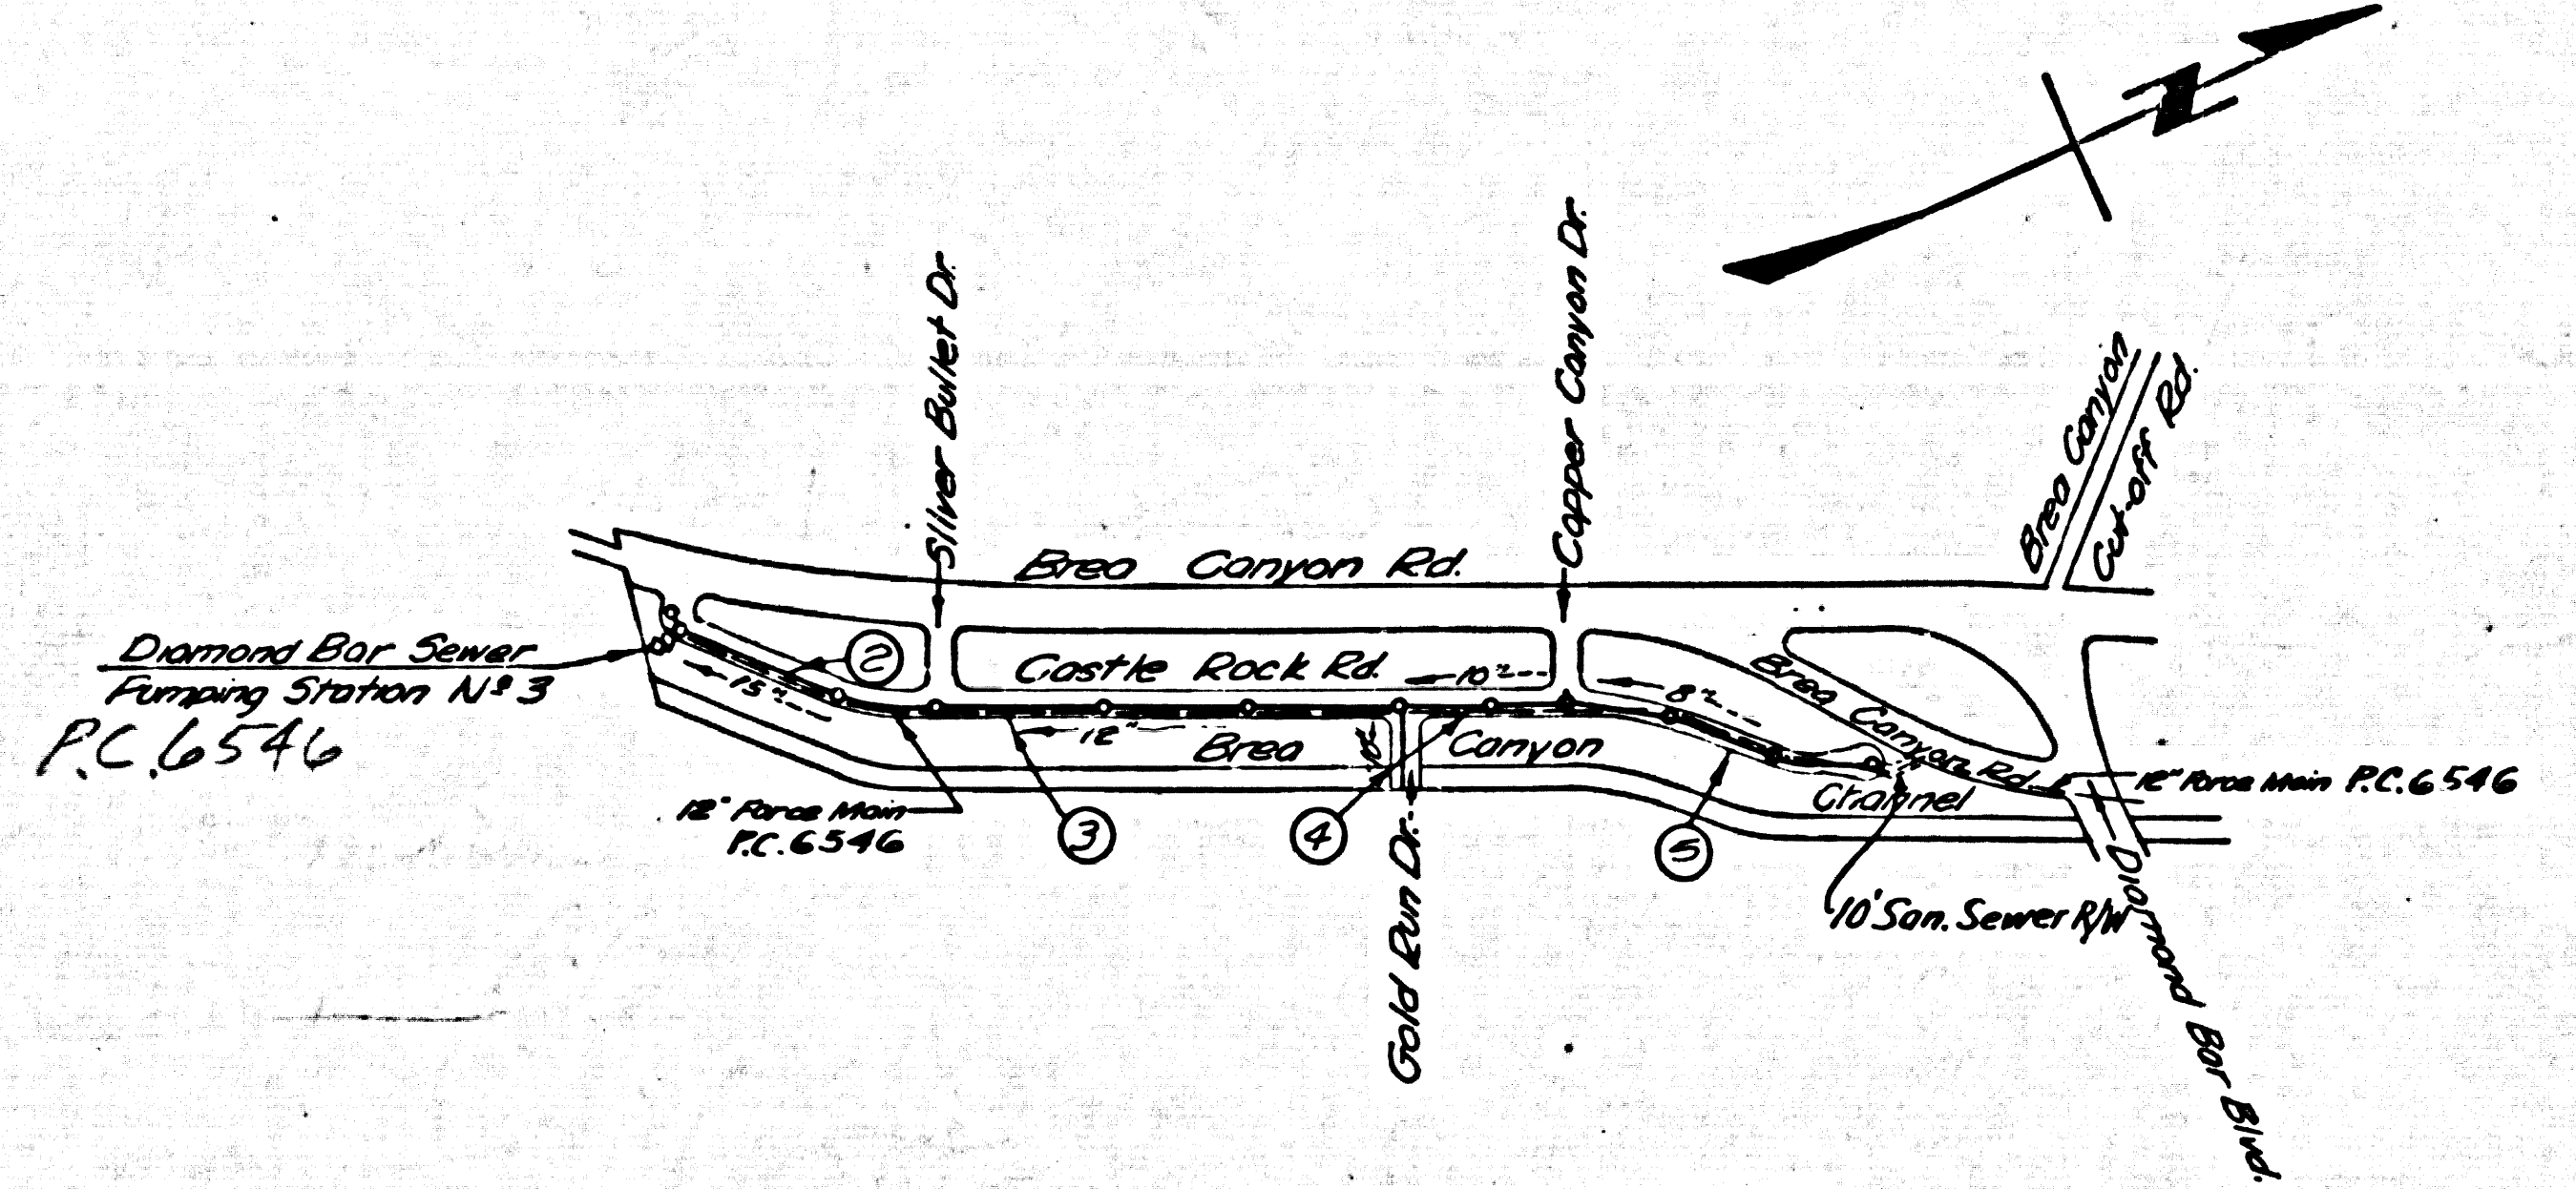 N
Silver Bullet Dr.
Copper Canyon Dr.
Brea Canyon
Cut-off Rd.
Brea Canyon Rd.
Diamond Bar Sewer
Pumping Station Nº 3
P.C. 6546
2
15"
Castle Rock Rd.
10"
8"
Brea Canyon Rd.
12"
Brea
Canyon
Channel
12" Force Main P.C. 6546
12" Force Main
P.C. 6546
3
4
5
Gold Run Dr.
10' San. Sewer R/W
Diamond Bar Blvd.